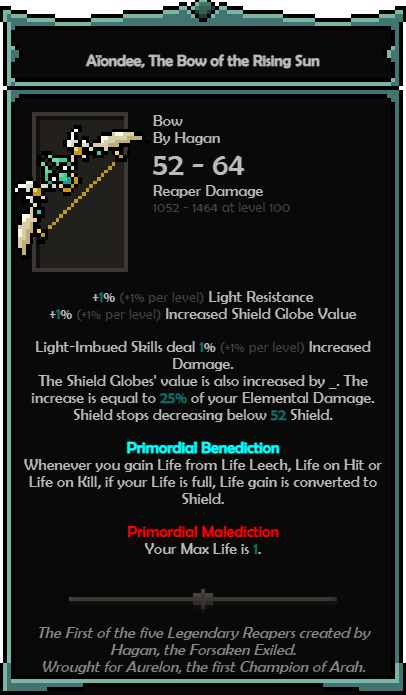 Aïondee, The Bow of the Rising Sun
Bow
By Hagan
52 - 64
Reaper Damage
1052 - 1464 at level 100
+1% (+1% per level) Light Resistance
+1% (+1% per level) Increased Shield Globe Value
Light-Imbued Skills deal 1% (+1% per level) Increased
Damage.
The Shield Globes' value is also increased by _. The
increase is equal to 25% of your Elemental Damage.
Shield stops decreasing below 52 Shield.
Primordial Benediction
Whenever you gain Life from Life Leech, Life on Hit or
Life on Kill, if your Life is full, Life gain is converted to
Shield.
Primordial Malediction
Your Max Life is 1.
The First of the five Legendary Reapers created by
Hagan, the Forsaken Exiled.
Wrought for Aurelon, the first Champion of Arah.